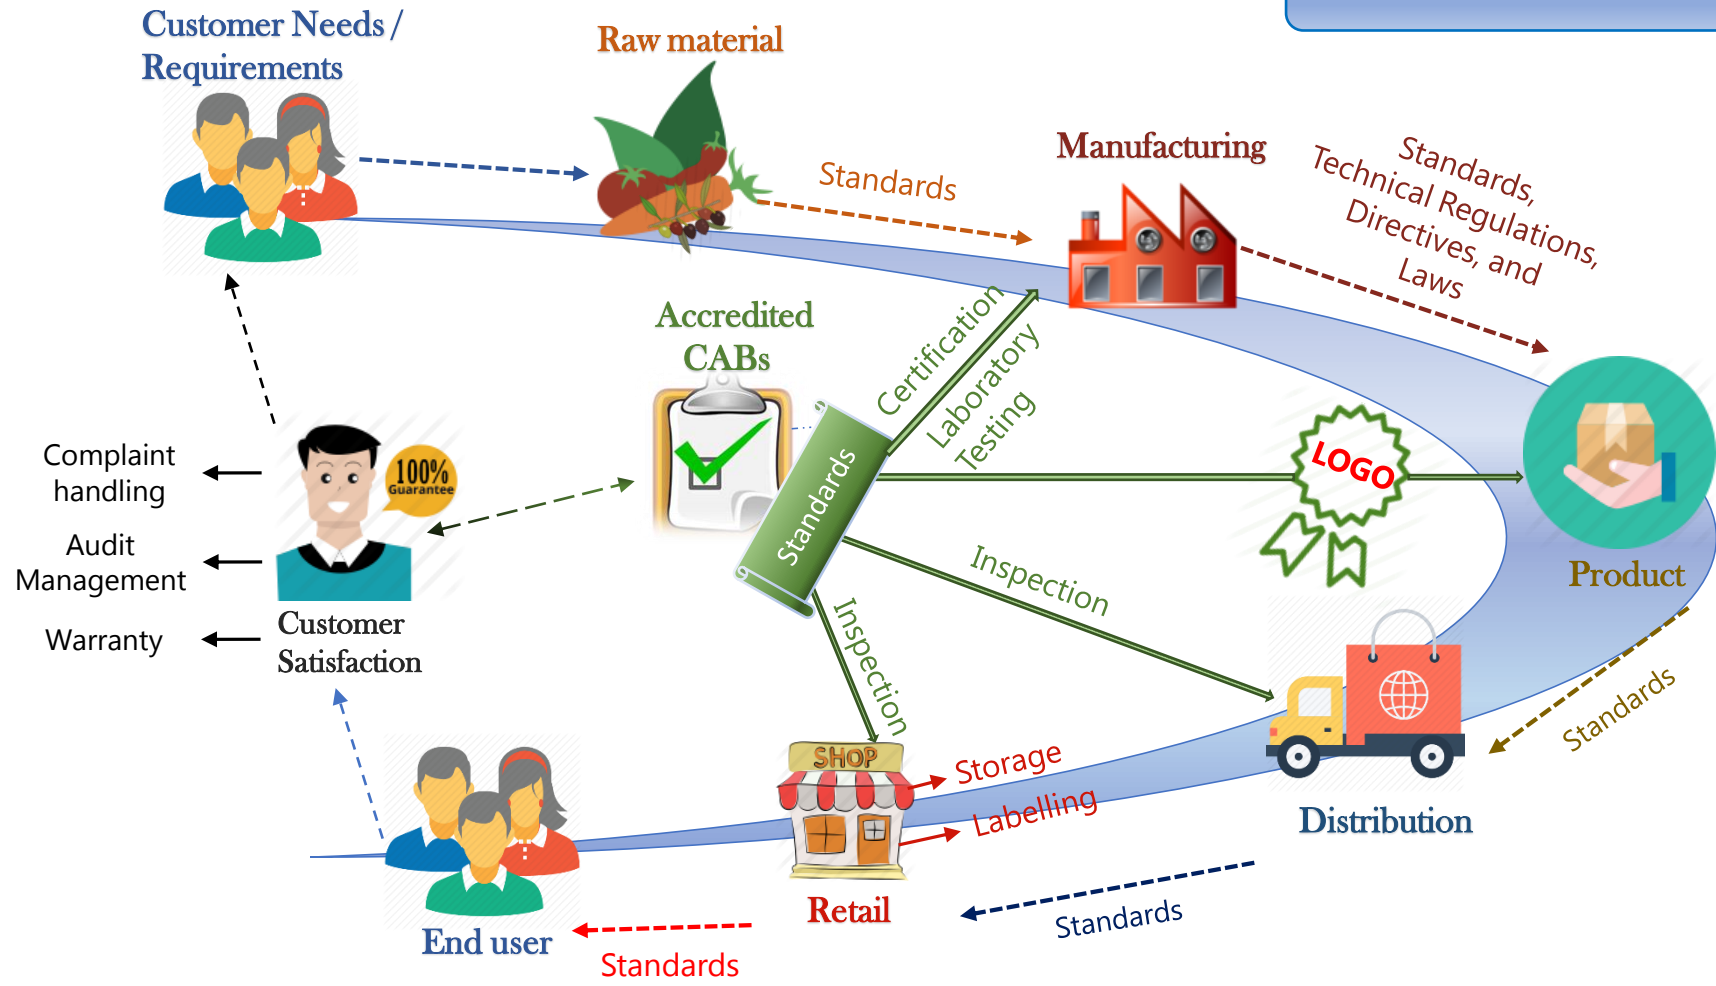 Customer Needs /
Requirements
Raw material
Standards
Manufacturing
Standards,
Technical Regulations,
Directives, and
Laws
Accredited
CABs
Certification
Laboratory
Testing
Standards
LOGO
Product
Complaint
handling
100%
Guarantee
Audit
Management
Warranty
Customer
Satisfaction
Inspection
Inspection
Standards
SHOP
Storage
Labelling
Distribution
Retail
Standards
End user
Standards